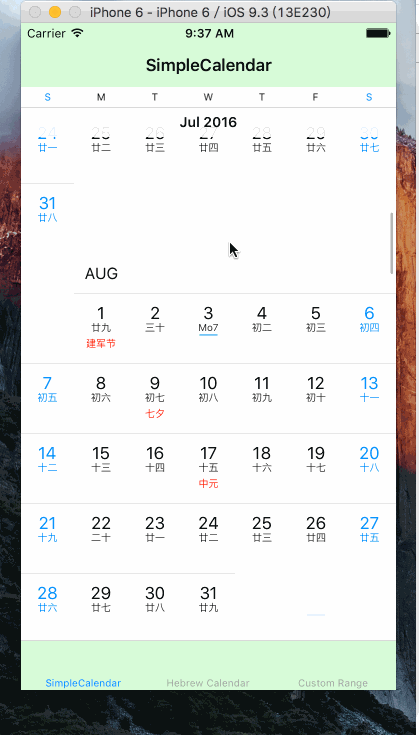 iPhone 6 - iPhone 6 / iOS 9.3 (13E230)
Carrier 9:37 AM
SimpleCalendar
S M T W T F S
Jul 2016
24 25 26 27 28 29 30
廿一 廿二 廿三 廿四 廿五 廿六 廿七
31
廿八
AUG
1 2 3 4 5 6
廿九 三十 Mo7 初二 初三 初四
建军节
7 8 9 10 11 12 13
初五 初六 初七 初八 初九 初十 十一
七夕
14 15 16 17 18 19 20
十二 十三 十四 十五 十六 十七 十八
中元
21 22 23 24 25 26 27
十九 二十 廿一 廿二 廿三 廿四 廿五
28 29 30 31
廿六 廿七 廿八 廿九
SimpleCalendar Hebrew Calendar Custom Range